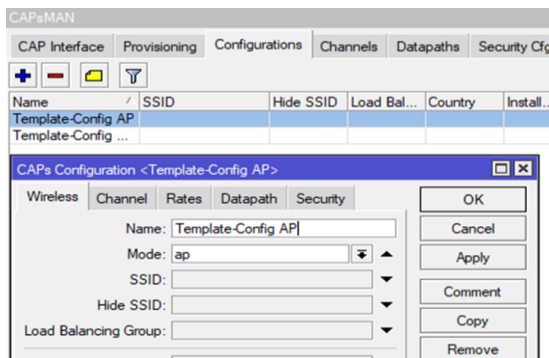 CAPsMAN
CAP Interface Provisioning Configurations Channels Datapaths Security Cfg
Name / SSID Hide SSID Load Bal... Country Install...
Template-Config AP
Template-Config ...
CAPs Configuration <Template-Config AP>
Wireless Channel Rates Datapath Security OK
Name: Template-Config AP Cancel
Mode: ap Apply
SSID:
Hide SSID: Comment
Load Balancing Group: Copy
Remove